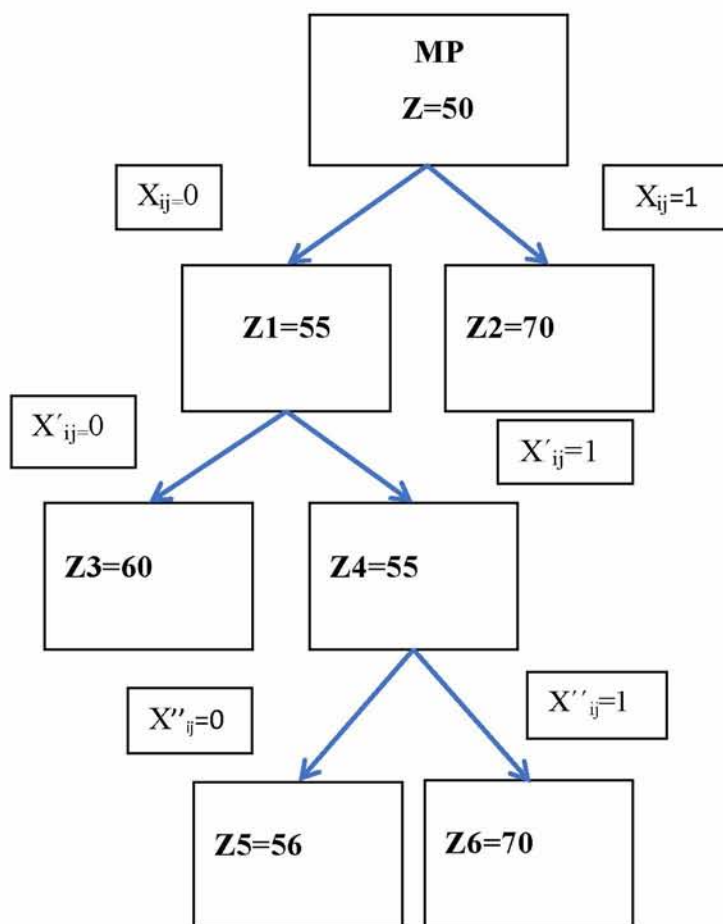 MP
Z=50
Xij=0
Xij=1
Z1=55
Z2=70
X´ij=0
X´ij=1
Z3=60
Z4=55
X’’ij=0
X´´ij=1
Z5=56
Z6=70